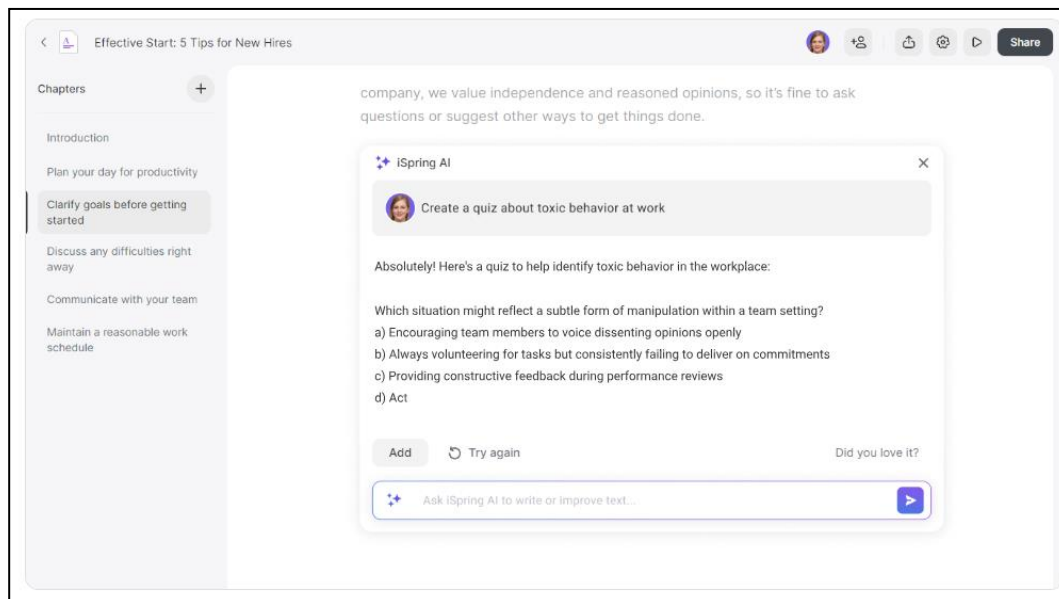 Effective Start: 5 Tips for New Hires
Share
Chapters
Introduction
Plan your day for productivity
Clarify goals before getting
started
Discuss any difficulties right
away
Communicate with your team
Maintain a reasonable work
schedule
company, we value independence and reasoned opinions, so it's fine to ask
questions or suggest other ways to get things done.
iSpring AI
Create a quiz about toxic behavior at work
Absolutely! Here's a quiz to help identify toxic behavior in the workplace:
Which situation might reflect a subtle form of manipulation within a team setting?
a) Encouraging team members to voice dissenting opinions openly
b) Always volunteering for tasks but consistently failing to deliver on commitments
c) Providing constructive feedback during performance reviews
d) Act
Add
Try again
Did you love it?
Ask iSpring AI to write or improve text...